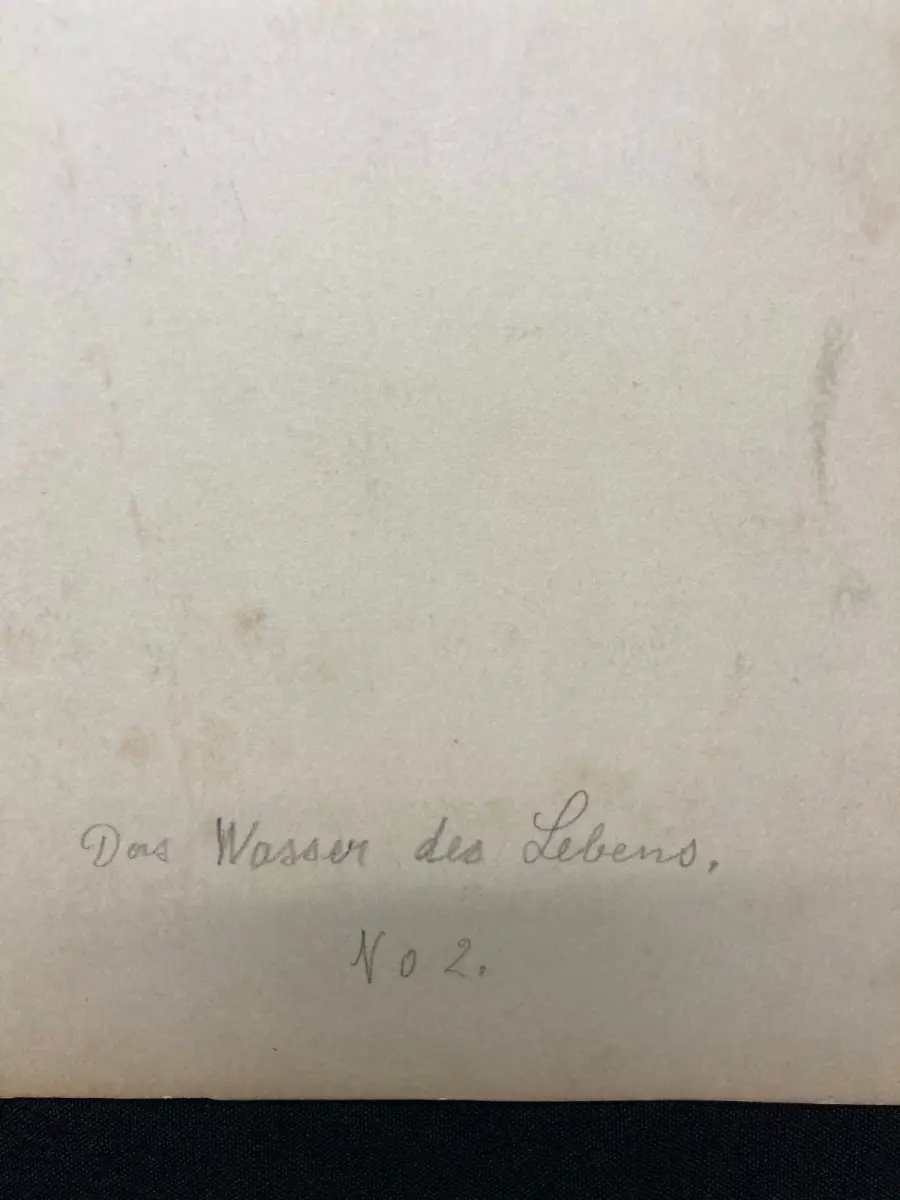 Das Wasser des Lebens.
No 2.